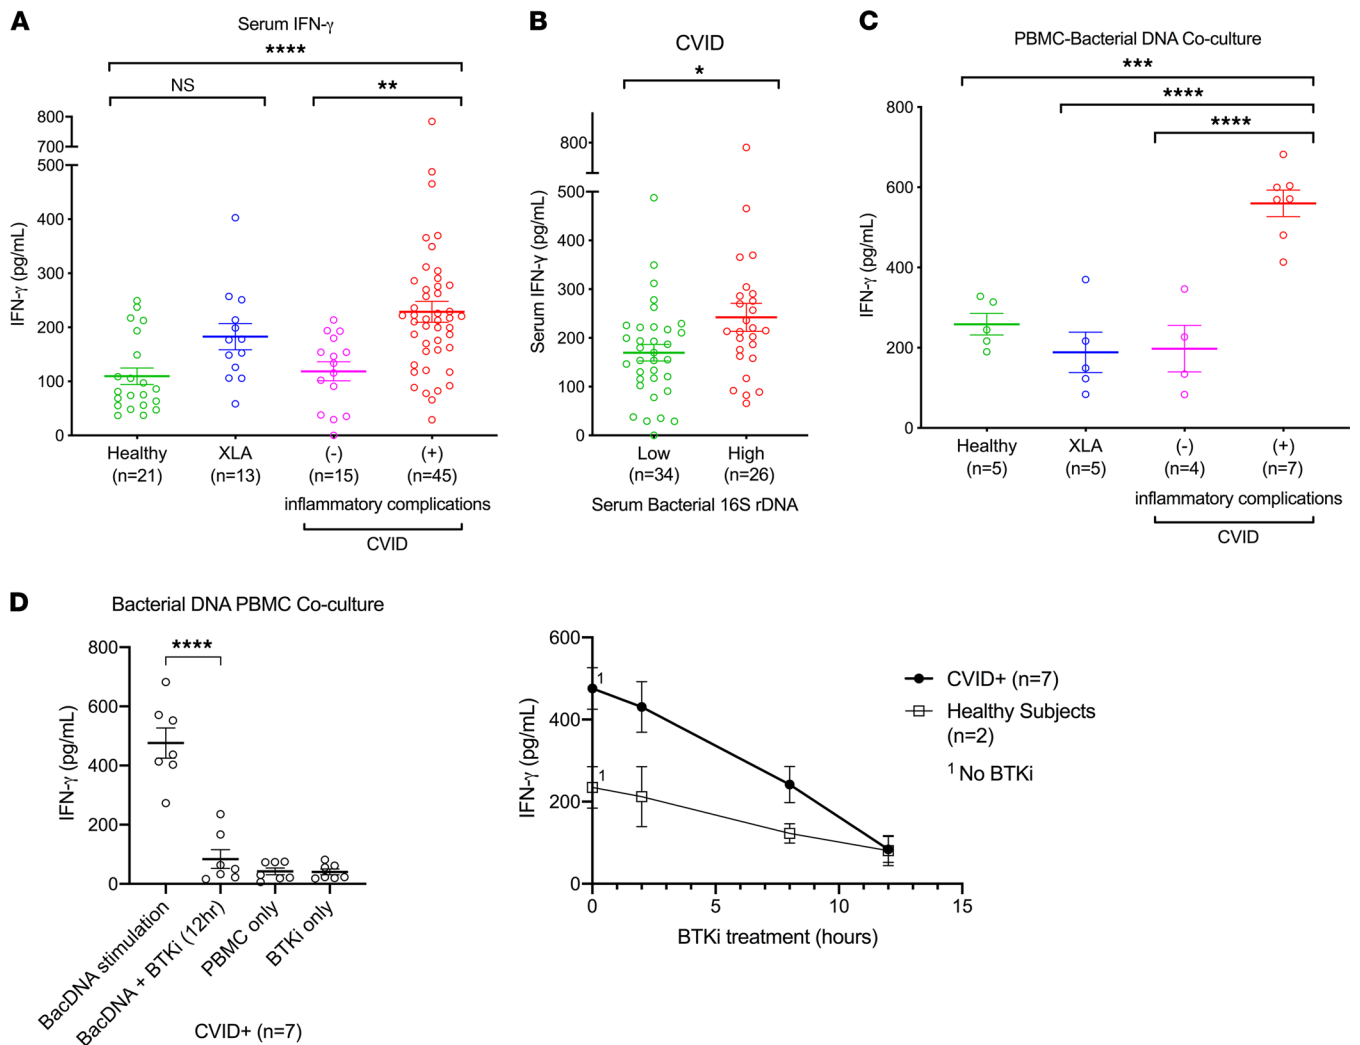 A
Serum IFN-γ
****
NS
**
IFN-γ (pg/mL)
800
700
500
400
300
200
100
0
Healthy
(n=21)
XLA
(n=13)
(-)
(n=15)
(+)
(n=45)
inflammatory complications
CVID
B
CVID
*
Serum IFN-γ (pg/mL)
800
500
400
300
200
100
0
Low
(n=34)
High
(n=26)
Serum Bacterial 16S rDNA
C
PBMC-Bacterial DNA Co-culture
***
****
****
IFN-γ (pg/mL)
800
600
400
200
0
Healthy
(n=5)
XLA
(n=5)
(-)
(n=4)
(+)
(n=7)
inflammatory complications
CVID
D
Bacterial DNA PBMC Co-culture
****
IFN-γ (pg/mL)
800
600
400
200
0
BacDNA stimulation
BacDNA + BTKi (12hr)
PBMC only
BTKi only
CVID+ (n=7)
IFN-γ (pg/mL)
600
400
200
0
1
1
0
5
10
15
BTKi treatment (hours)
CVID+ (n=7)
Healthy Subjects
(n=2)
1 No BTKi